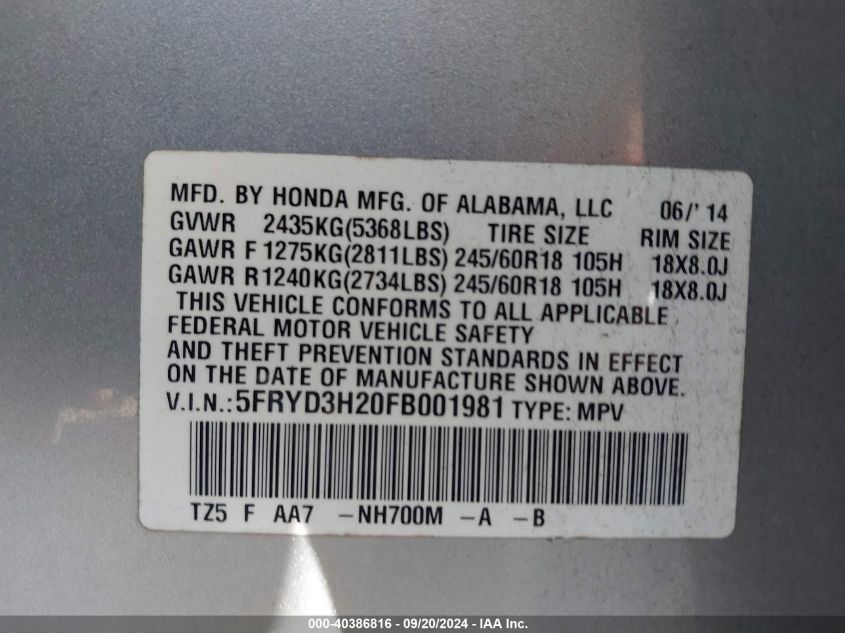 MFD. BY HONDA MFG. OF ALABAMA, LLC 06/' 14
GVWR 2435KG(5368LBS) TIRE SIZE RIM SIZE
GAWR F 1275KG(2811LBS) 245/60R18 105H 18X8.0J
GAWR R1240KG(2734LBS) 245/60R18 105H 18X8.0J
THIS VEHICLE CONFORMS TO ALL APPLICABLE
FEDERAL MOTOR VEHICLE SAFETY
AND THEFT PREVENTION STANDARDS IN EFFECT
ON THE DATE OF MANUFACTURE SHOWN ABOVE.
V.I.N.:5FRYD3H20FB001981 TYPE: MPV
TZ5 F AA7 -NH700M -A -B
000-40386816 - 09/20/2024 - IAA Inc.